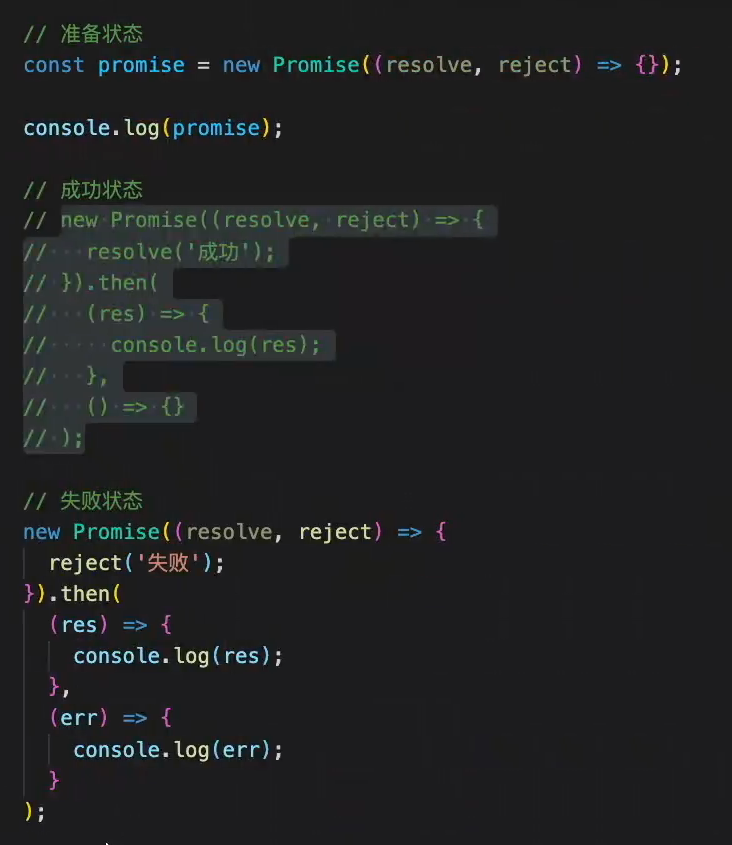 // 准备状态
const promise = new Promise((resolve, reject) => {});
console.log(promise);
// 成功状态
// new Promise((resolve, reject) => {
//   resolve('成功');
// }).then(
//   (res) => {
//     console.log(res);
//   },
//   () => {}
// );
// 失败状态
new Promise((resolve, reject) => {
  reject('失败');
}).then(
  (res) => {
    console.log(res);
  },
  (err) => {
    console.log(err);
  }
);